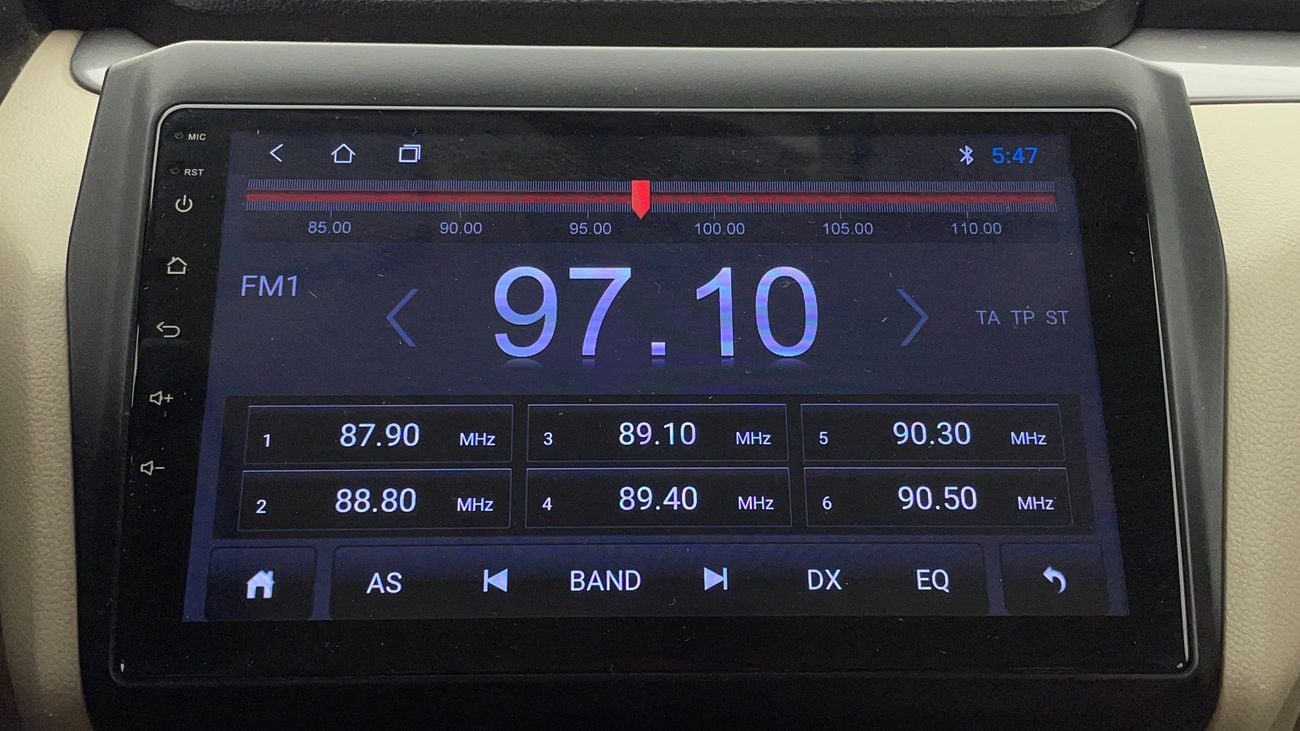 MIC
5:47
RST
85.00 90.00 95.00 100.00 105.00 110.00
FM1 97.10 TA TP ST
1 87.90 MHz 3 89.10 MHz 5 90.30 MHz
2 88.80 MHz 4 89.40 MHz 6 90.50 MHz
AS BAND DX EQ